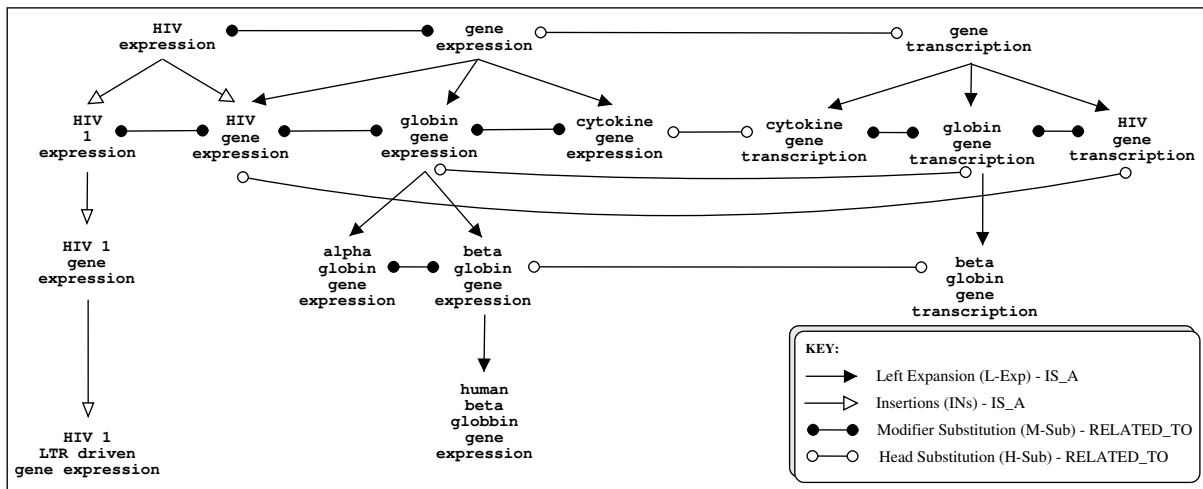 HIV
expression
gene
expression
gene
transcription
HIV
1
expression
HIV
gene
expression
globin
gene
expression
cytokine
gene
expression
cytokine
gene
transcription
globin
gene
transcription
HIV
gene
transcription
HIV 1
gene
expression
alpha
globin
gene
expression
beta
globin
gene
expression
beta
globin
gene
transcription
human
beta
globbin
gene
expression
HIV 1
LTR driven
gene expression
KEY:
Left Expansion (L-Exp) - IS_A
Insertions (INs) - IS_A
Modifier Substitution (M-Sub) - RELATED_TO
Head Substitution (H-Sub) - RELATED_TO